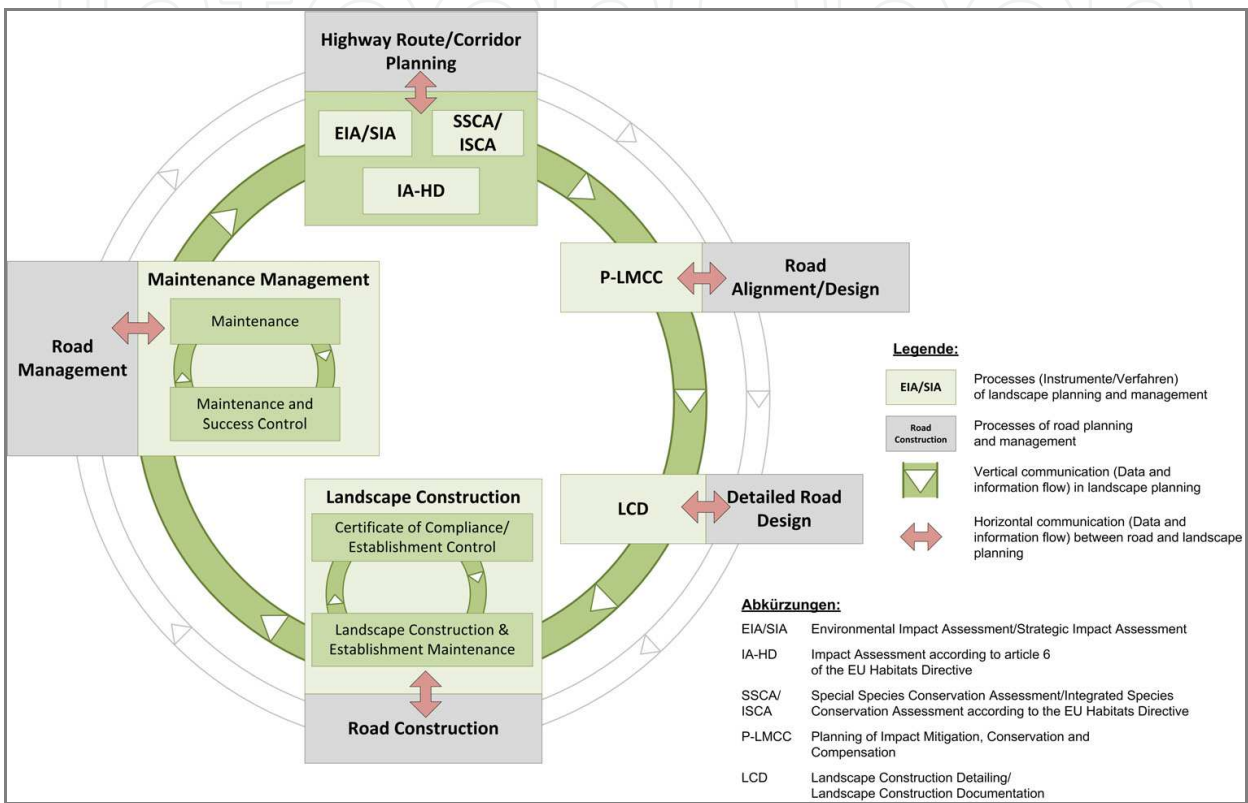 Highway Route/Corridor
Planning
EIA/SIA
SSCA/
ISCA
IA-HD
P-LMCC
Road
Alignment/Design
Maintenance Management
Maintenance
Maintenance and
Success Control
Road
Management
LCD
Detailed Road
Design
Landscape Construction
Certificate of Compliance/
Establishment Control
Landscape Construction &
Establishment Maintenance
Road Construction
Legende:
EIA/SIA
Processes (Instrumente/Verfahren)
of landscape planning and management
Road
Construction
Processes of road planning
and management
Vertical communication (Data and
information flow) in landscape planning
Horizontal communication (Data and
information flow) between road and landscape
planning
Abkürzungen:
EIA/SIA Environmental Impact Assessment/Strategic Impact Assessment
IA-HD Impact Assessment according to article 6
of the EU Habitats Directive
SSCA/ Special Species Conservation Assessment/Integrated Species
ISCA Conservation Assessment according to the EU Habitats Directive
P-LMCC Planning of Impact Mitigation, Conservation and
Compensation
LCD Landscape Construction Detailing/
Landscape Construction Documentation